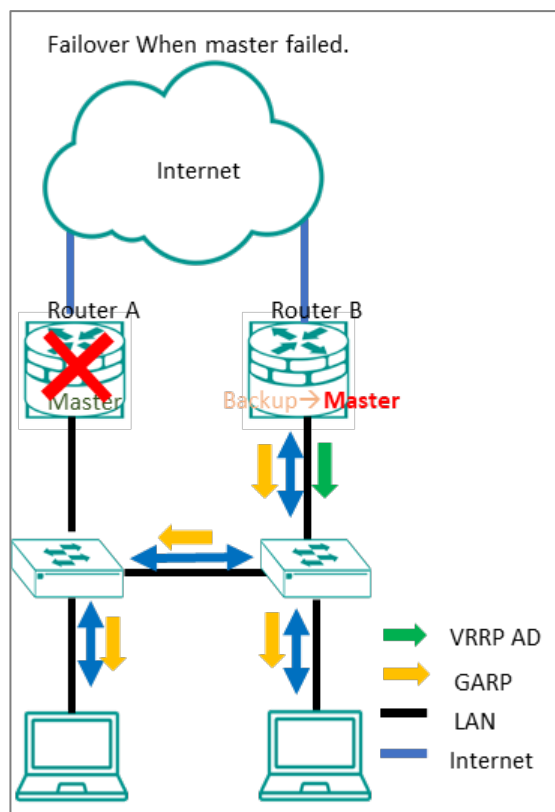 Failover When master failed.
Internet
Router A
Router B
Master
Backup→Master
VRRP AD
GARP
LAN
Internet